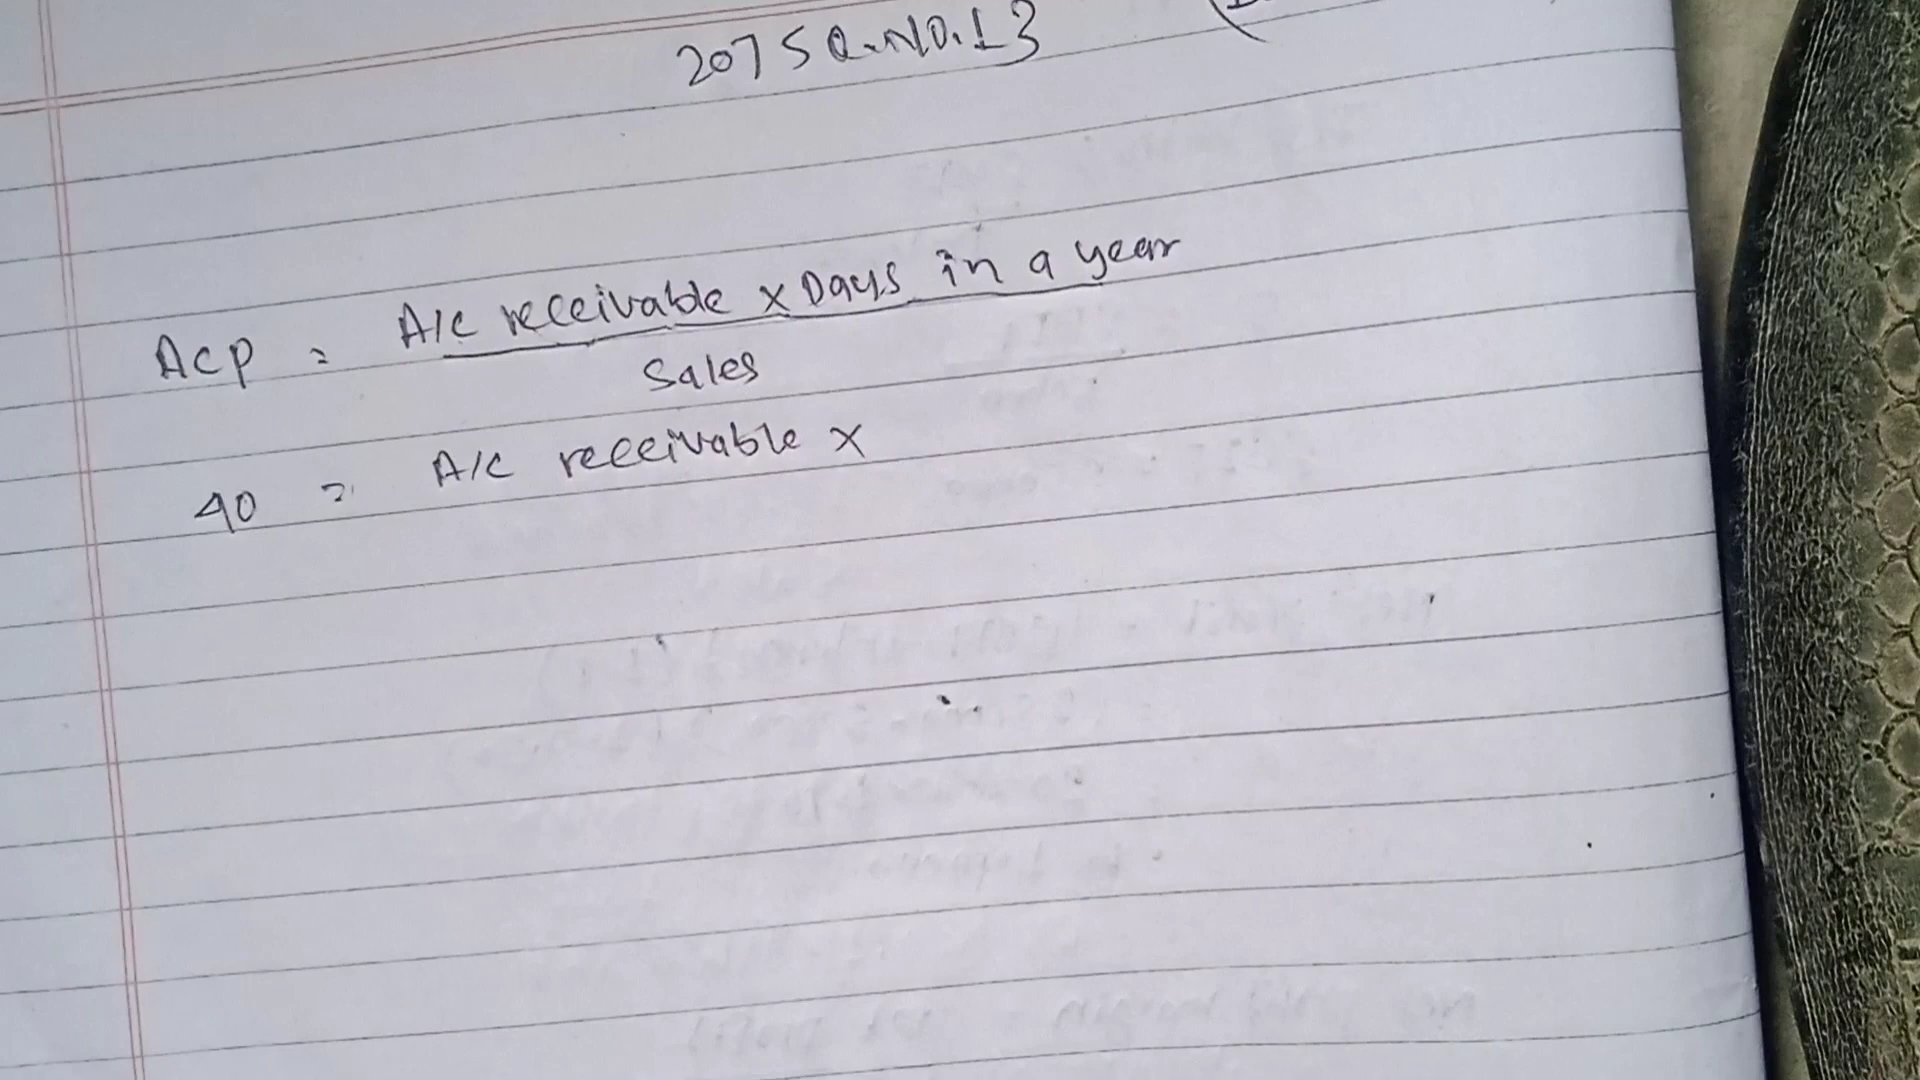 2075 Q.NO.13
ACP = A/C receivable x Days in a year
Sales
40 = A/C receivable x